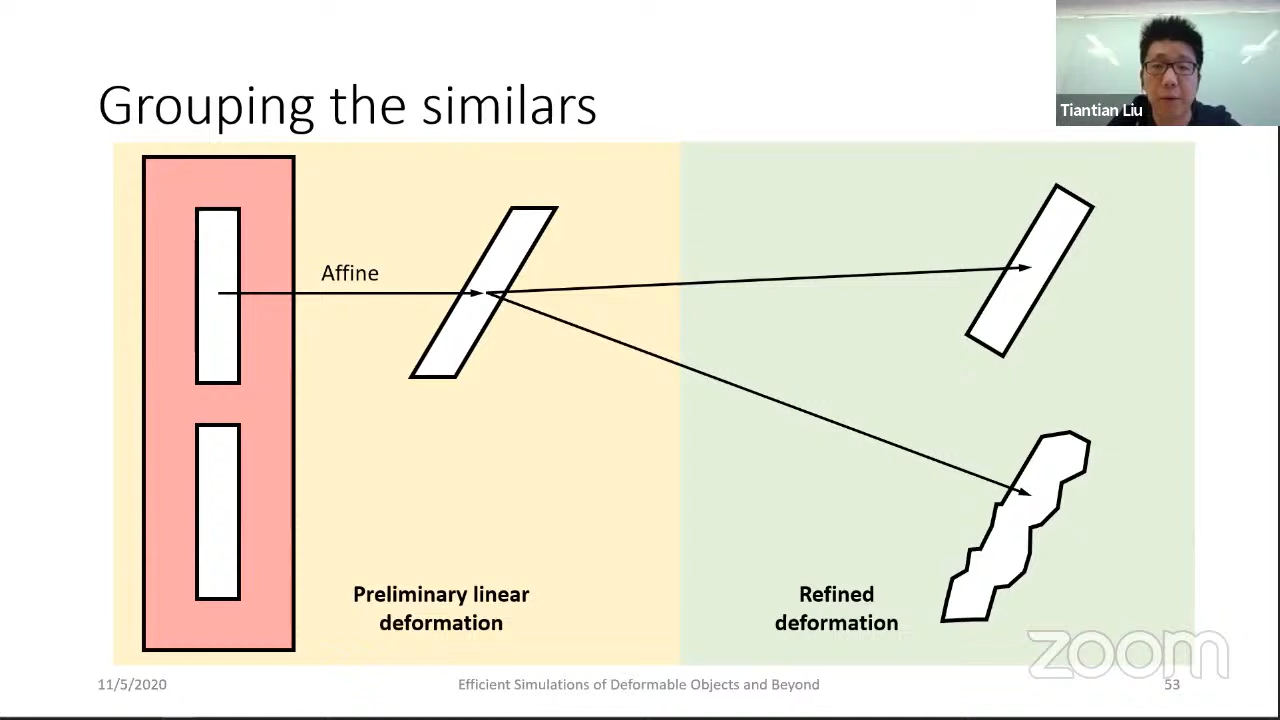 Tiantian Liu
Grouping the similars
Affine
Preliminary linear
deformation
Refined
deformation
zoom
11/5/2020
Efficient Simulations of Deformable Objects and Beyond
53